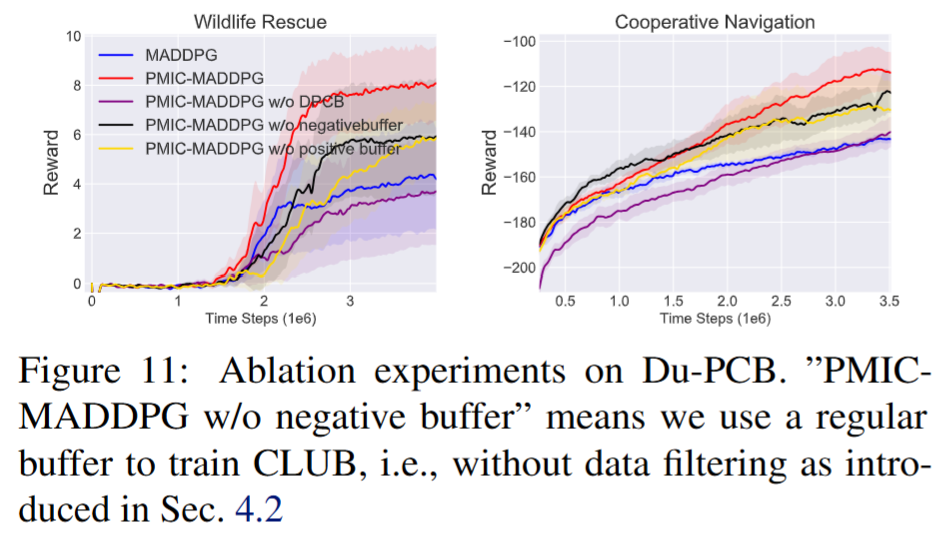 Wildlife Rescue
10
8
6
4
2
0
Reward
MADDPG
PMIC-MADDPG
PMIC-MADDPG w/o DPCB
PMIC-MADDPG w/o negativebuffer
PMIC-MADDPG w/o positive buffer
0 1 2 3
Time Steps (1e6)
Cooperative Navigation
−100
−120
−140
−160
−180
−200
Reward
0.5 1.0 1.5 2.0 2.5 3.0 3.5
Time Steps (1e6)
Figure 11: Ablation experiments on Du-PCB. ”PMIC-
MADDPG w/o negative buffer” means we use a regular
buffer to train CLUB, i.e., without data filtering as intro-
duced in Sec. 4.2